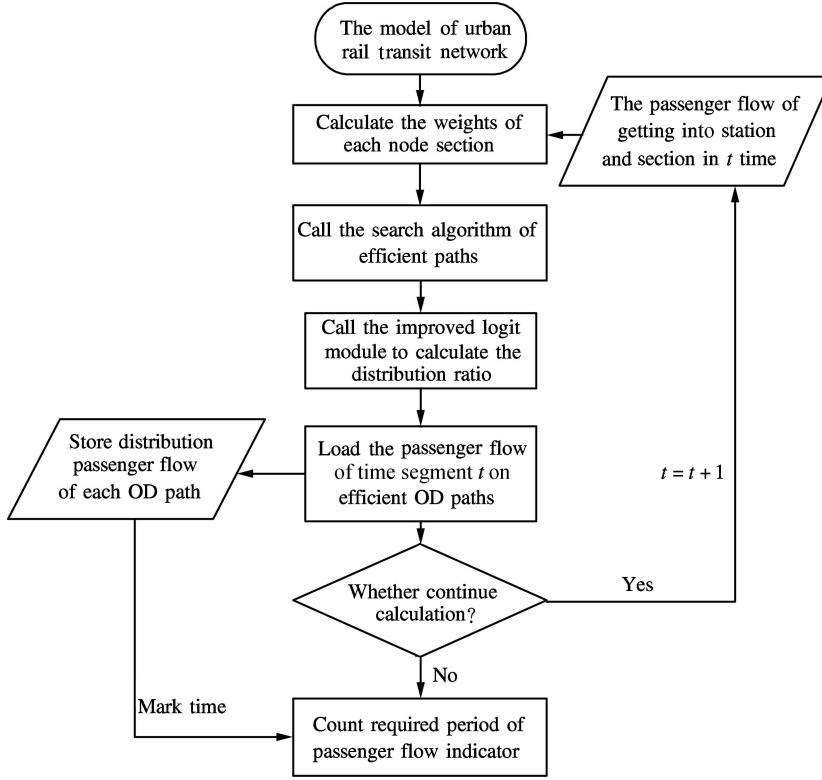 The model of urban
rail transit network
Calculate the weights of
each node section
The passenger flow of
getting into station
and section in t time
Call the search algorithm of
efficient paths
Call the improved logit
module to calculate the
distribution ratio
Store distribution
passenger flow
of each OD path
Load the passenger flow
of time segment t on
efficient OD paths
t = t + 1
Whether continue
calculation?
Yes
No
Mark time
Count required period of
passenger flow indicator